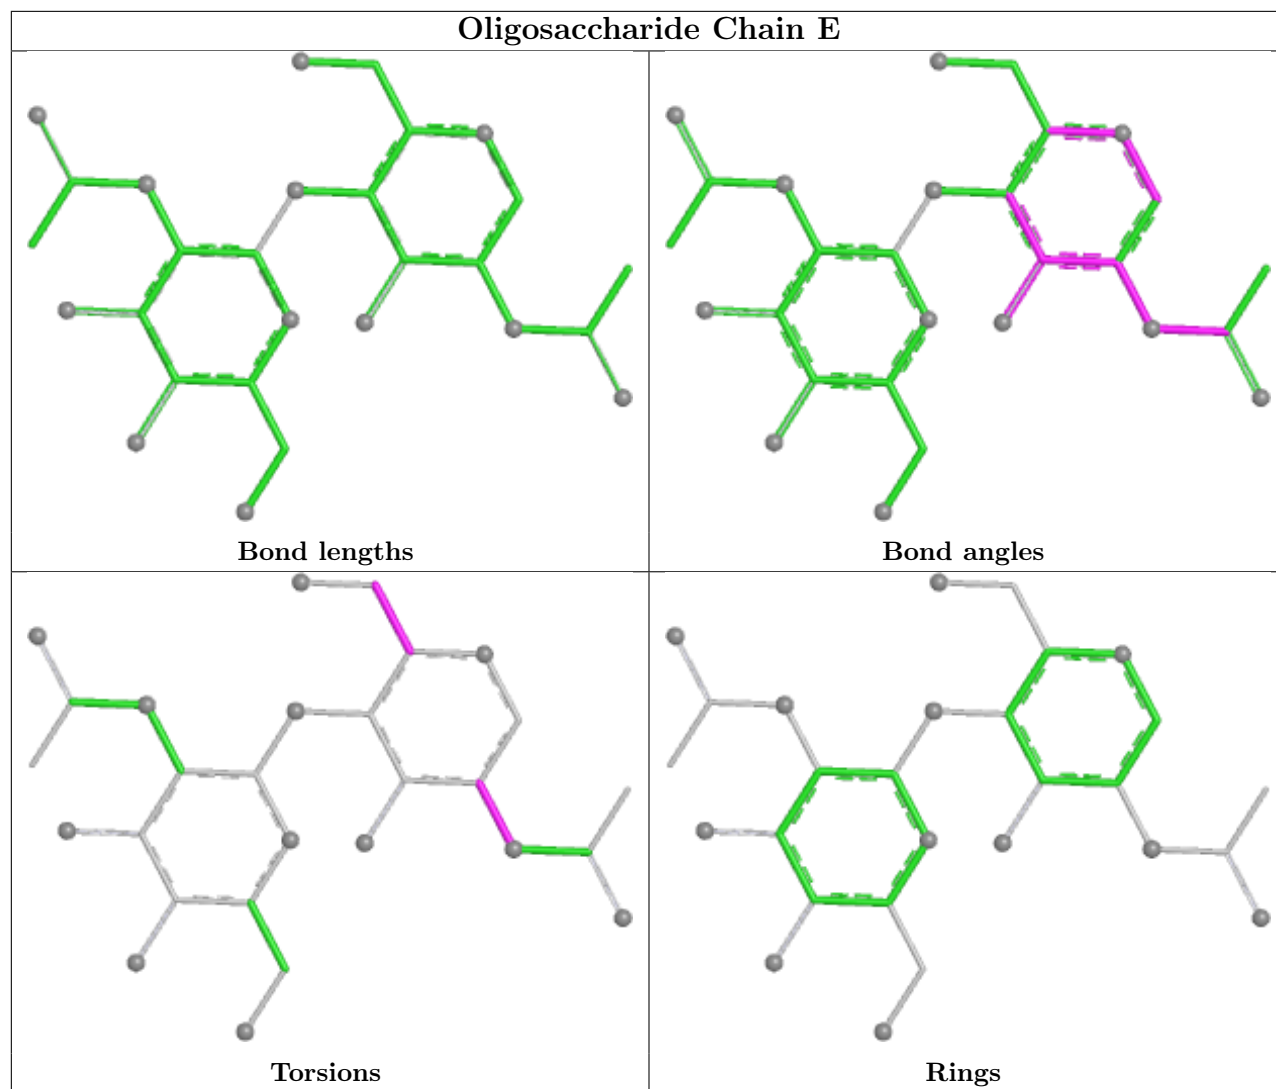 Oligosaccharide Chain E
Bond lengths
Bond angles
Torsions
Rings